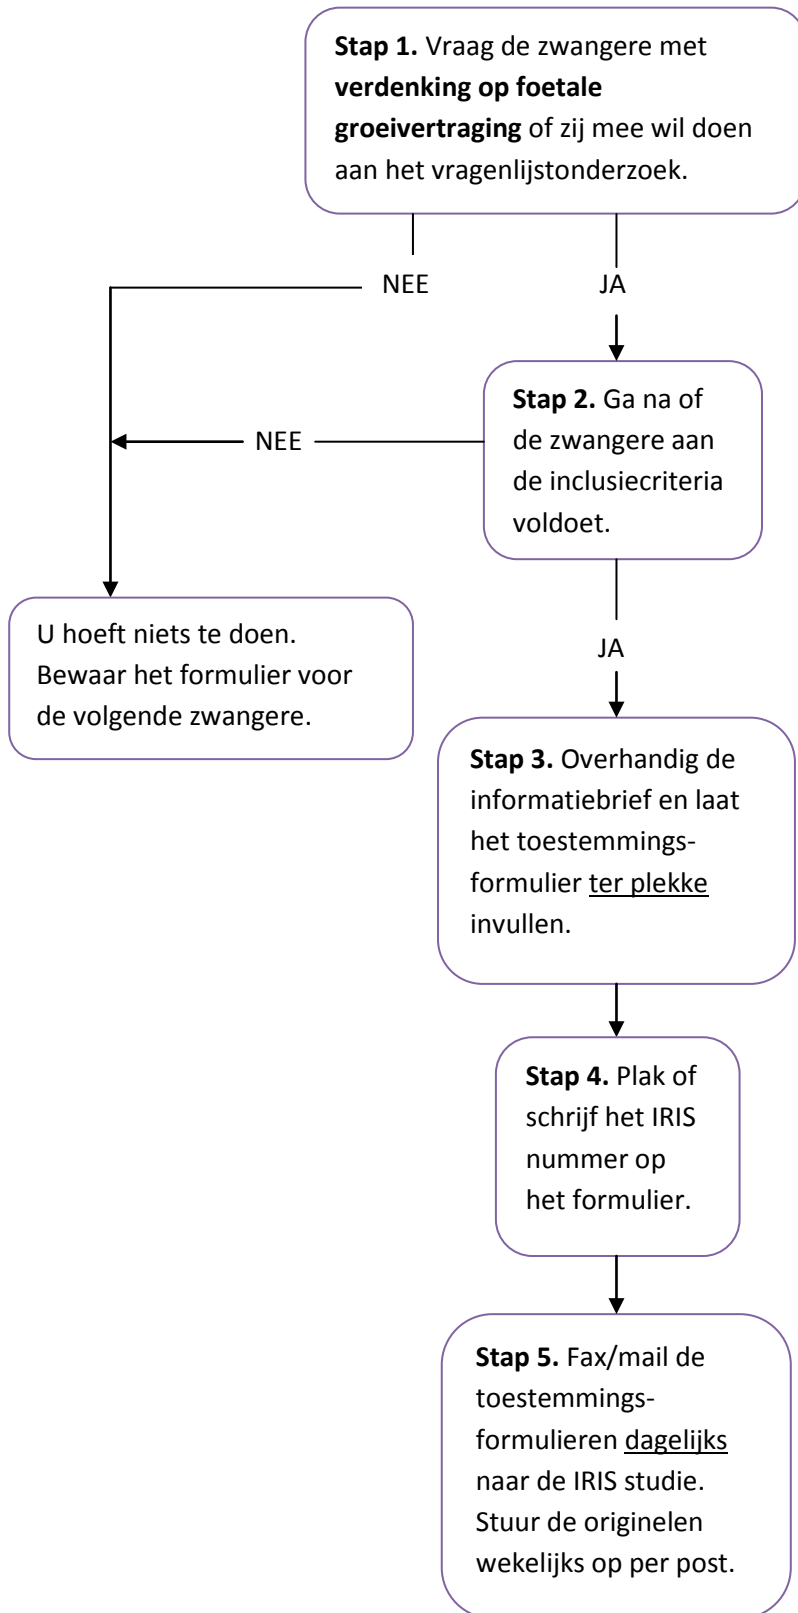 Stap 1. Vraag de zwangere met
verdenking op foetale
groeivertraging of zij mee wil doen
aan het vragenlijstonderzoek.
NEE
JA
Stap 2. Ga na of
de zwangere aan
de inclusiecriteria
voldoet.
NEE
U hoeft niets te doen.
Bewaar het formulier voor
de volgende zwangere.
JA
Stap 3. Overhandig de
informatiebrief en laat
het toestemmings-
formulier ter plekke
invullen.
Stap 4. Plak of
schrijf het IRIS
nummer op
het formulier.
Stap 5. Fax/mail de
toestemmings-
formulieren dagelijks
naar de IRIS studie.
Stuur de originelen
wekelijks op per post.